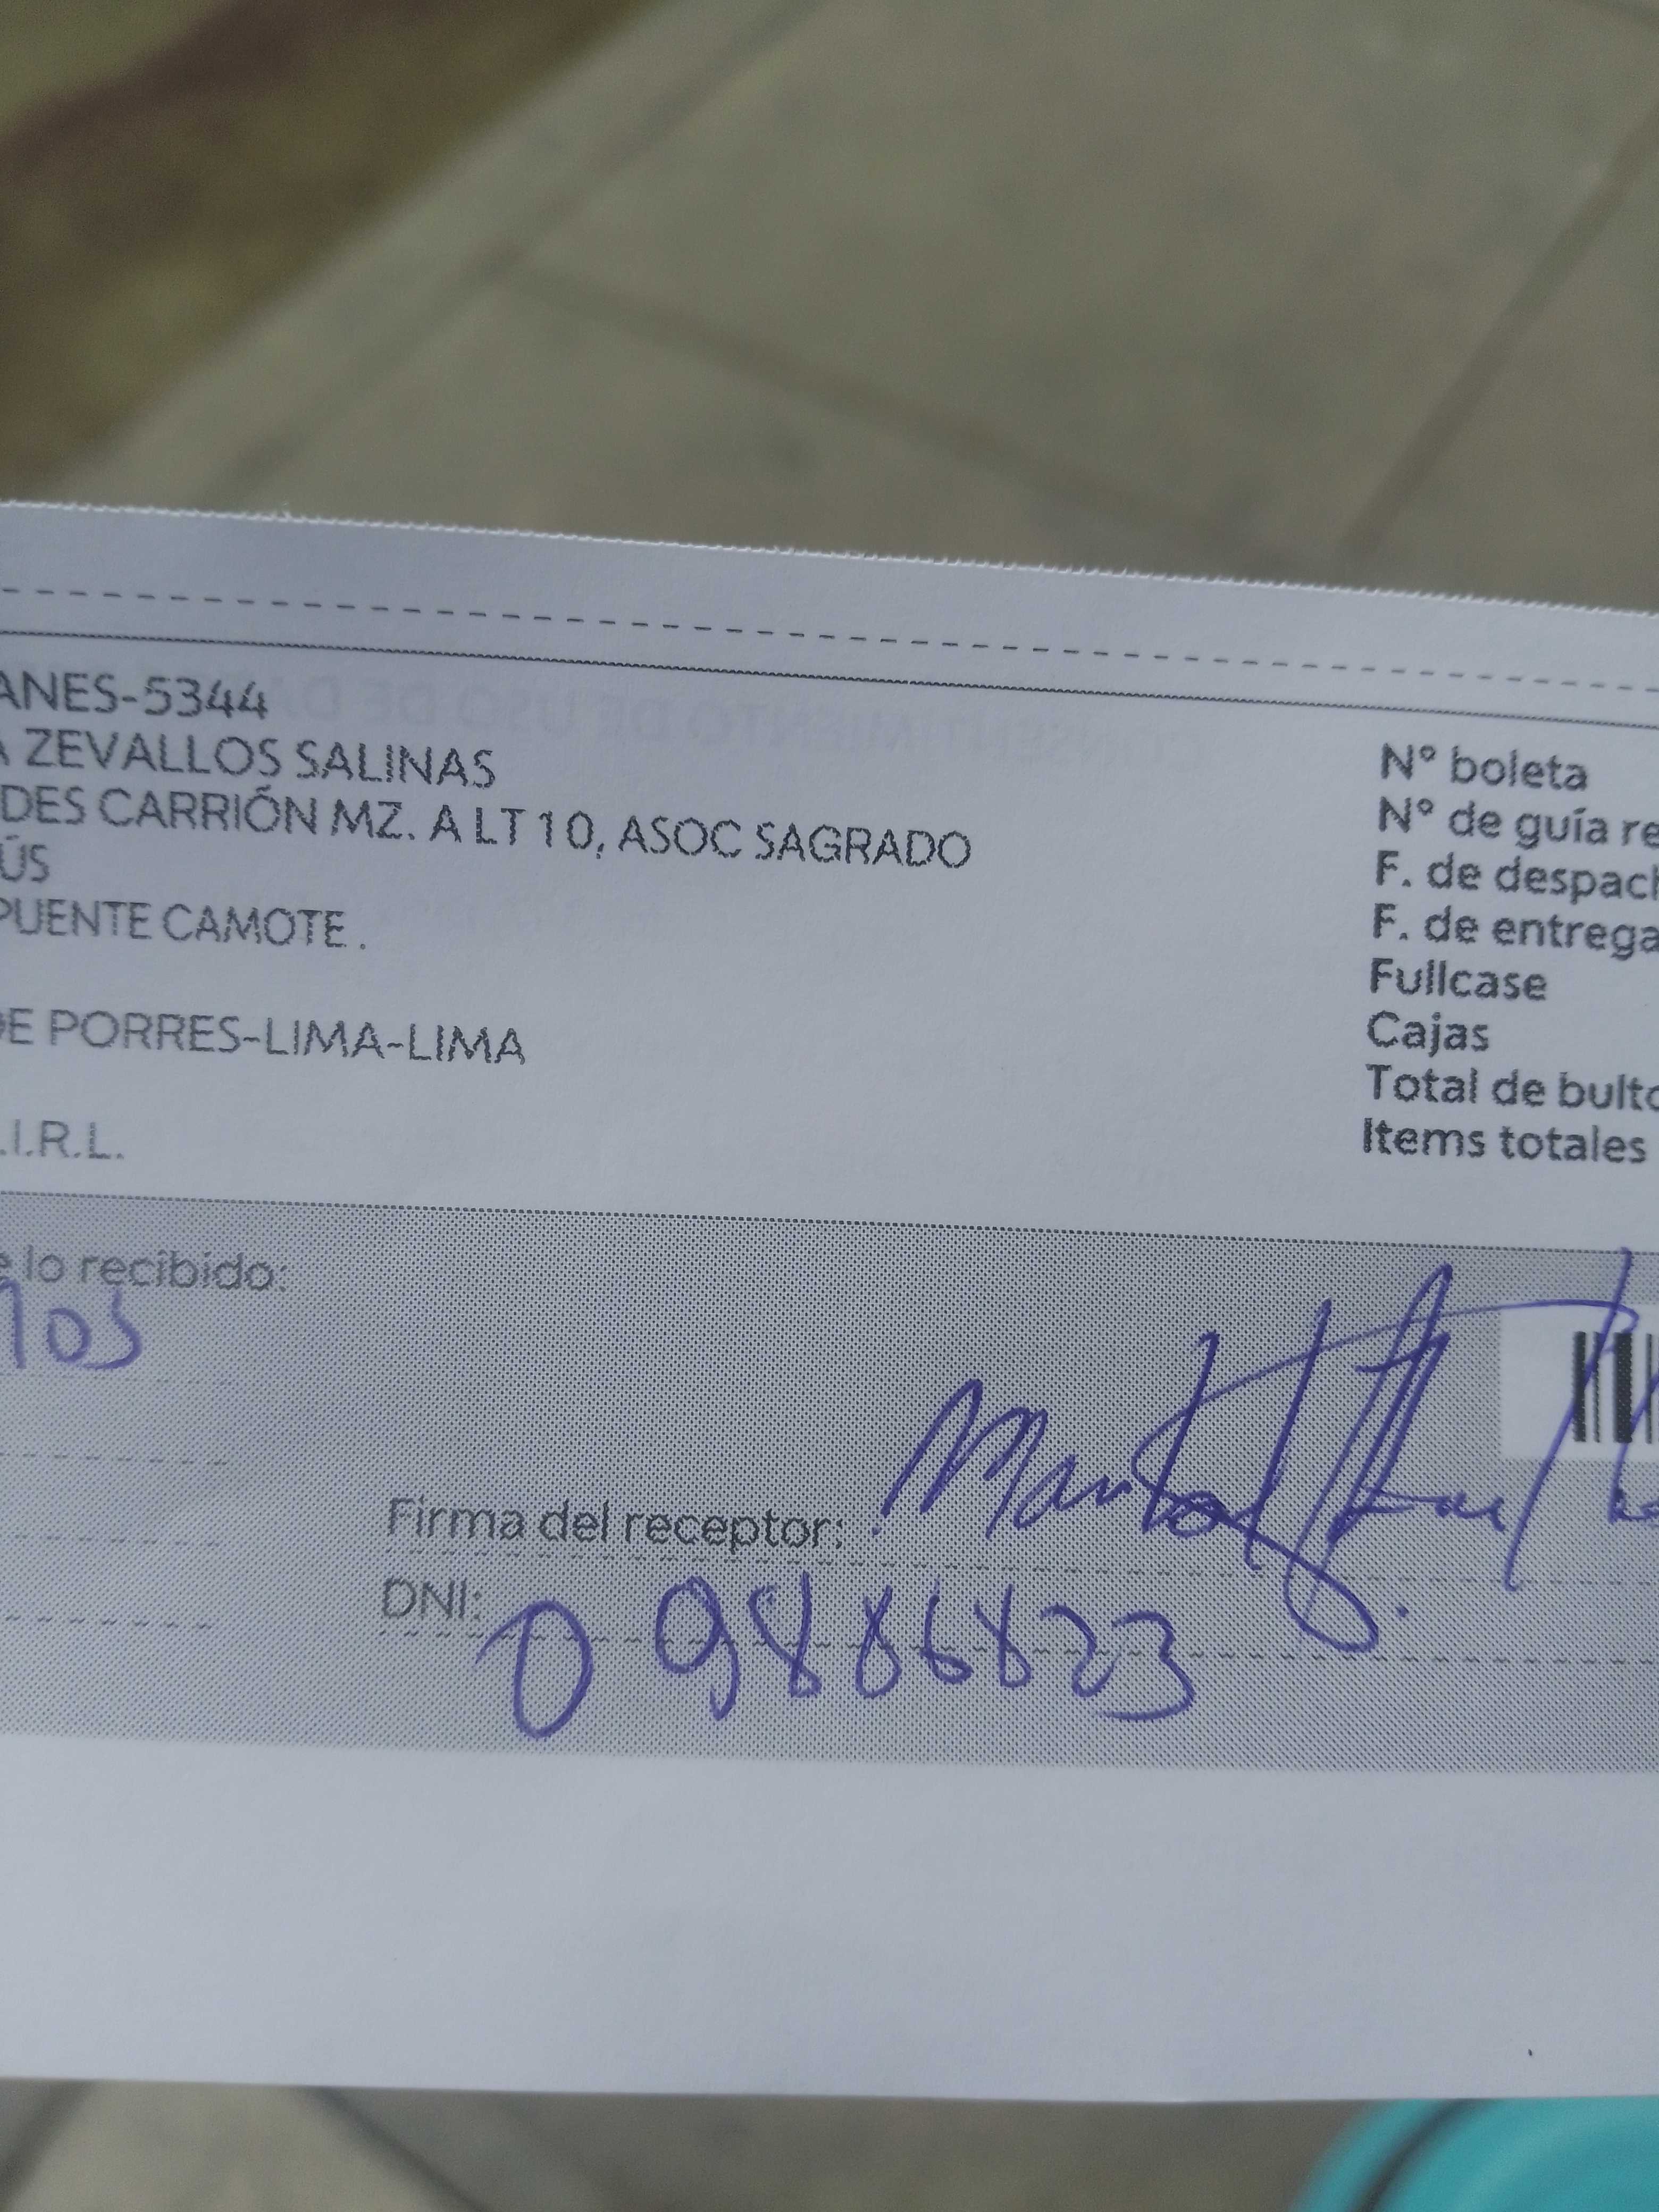 ANES-5344
A ZEVALLOS SALINAS
DES CARRIÓN MZ. A LT 10, ASOC SAGRADO
ÚS
PUENTE CAMOTE .
DE PORRES-LIMA-LIMA
.I.R.L.
N° boleta
N° de guía re
F. de despach
F. de entrega
Fullcase
Cajas
Total de bulto
Items totales
e lo recibido:
Firma del receptor:
DNI: 09886823